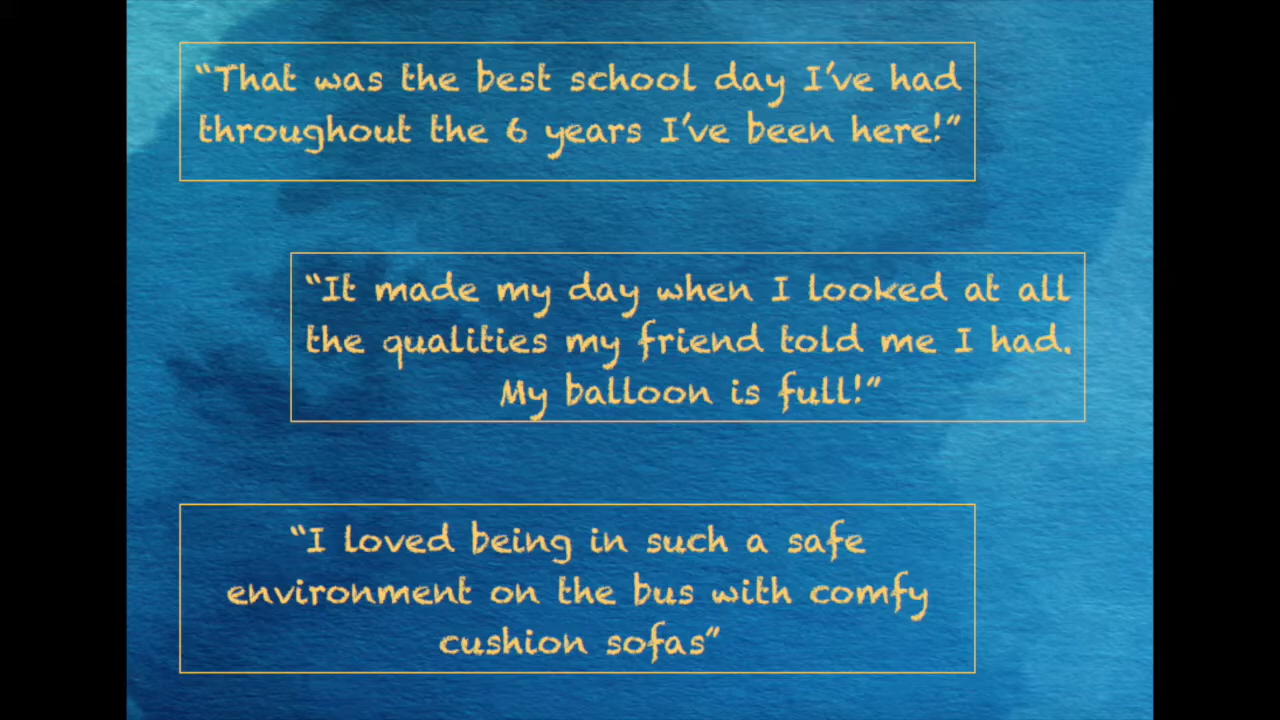 “That was the best school day I’ve had
throughout the 6 years I’ve been here!”
“It made my day when I looked at all
the qualities my friend told me I had.
My balloon is full!”
“I loved being in such a safe
environment on the bus with comfy
cushion sofas”